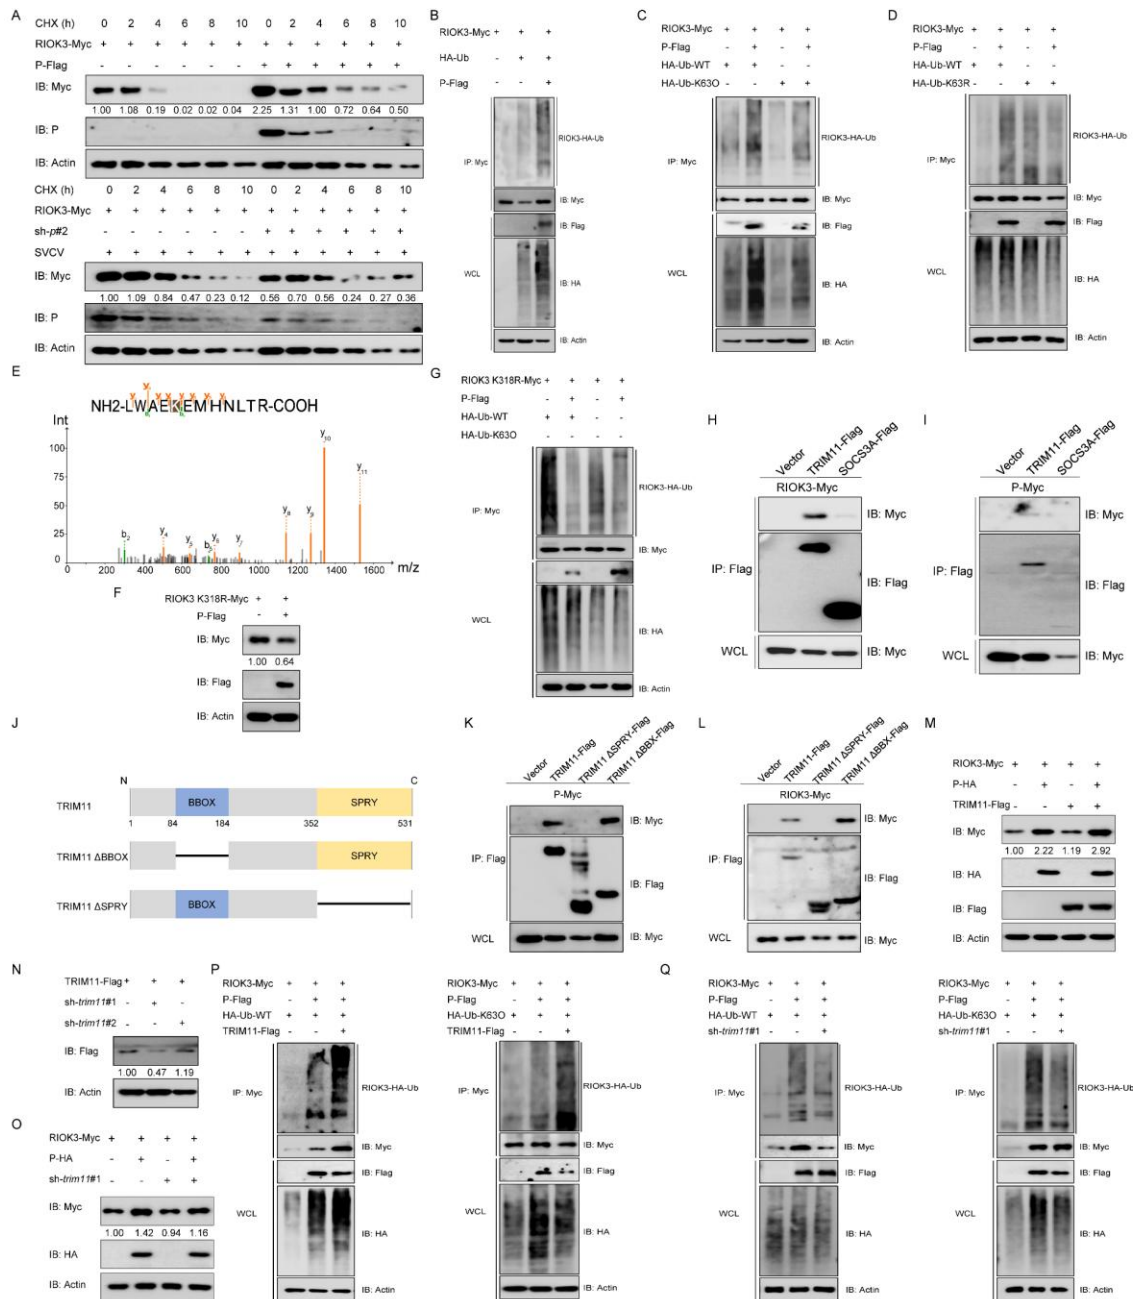 A
CHX (h) 0 2 4 6 8 10 0 2 4 6 8 10
RIOK3-Myc + + + + + + + + + + + +
P-Flag - - - - - - + + + + + +
IB: Myc
1.00 1.08 0.19 0.02 0.02 0.04 2.25 1.31 1.00 0.72 0.64 0.50
IB: P
IB: Actin
CHX (h) 0 2 4 6 8 10 0 2 4 6 8 10
RIOK3-Myc + + + + + + + + + + + +
sh-p#2 - - - - - - + + + + + +
SVCV + + + + + + + + + + + +
IB: Myc
1.00 1.09 0.84 0.47 0.23 0.12 0.56 0.70 0.56 0.24 0.27 0.36
IB: P
IB: Actin
B
RIOK3-Myc + + +
HA-Ub - + +
P-Flag - - +
IP: Myc
RIOK3-HA-Ub
IB: Myc
IB: Flag
WCL
IB: HA
IB: Actin
C
RIOK3-Myc + + + +
P-Flag - + - +
HA-Ub-WT + + - -
HA-Ub-K63O - - + +
IP: Myc
RIOK3-HA-Ub
IB: Myc
IB: Flag
WCL
IB: HA
IB: Actin
D
RIOK3-Myc + + + +
P-Flag - + - +
HA-Ub-WT + + - -
HA-Ub-K63R - - + +
IP: Myc
RIOK3-HA-Ub
IB: Myc
IB: Flag
WCL
IB: HA
IB: Actin
E
NH2-LWAEKEMHNLTR-COOH
Int
100
75
50
25
0
b2 y4 y5 y6 y7 y8 y9 y10 y11
0 200 400 600 800 1000 1200 1400 1600 m/z
F
RIOK3 K318R-Myc + +
P-Flag - +
IB: Myc
1.00 0.64
IB: Flag
IB: Actin
G
RIOK3 K318R-Myc + + + +
P-Flag - + - +
HA-Ub-WT + + - -
HA-Ub-K63O
IP: Myc
RIOK3-HA-Ub
IB: Myc
WCL
IB: HA
IB: Actin
H
Vector TRIM11-Flag SOCS3A-Flag
RIOK3-Myc
IP: Flag
IB: Myc
IB: Flag
WCL
IB: Myc
I
Vector TRIM11-Flag SOCS3A-Flag
P-Myc
IP: Flag
IB: Myc
IB: Flag
WCL
IB: Myc
J
N C
TRIM11 BBOX SPRY
1 84 184 352 531
TRIM11 ΔBBOX SPRY
TRIM11 ΔSPRY BBOX
K
Vector TRIM11-Flag TRIM11 ΔSPRY-Flag TRIM11 ΔBBX-Flag
P-Myc
IP: Flag
IB: Myc
IB: Flag
WCL
IB: Myc
L
Vector TRIM11-Flag TRIM11 ΔSPRY-Flag TRIM11 ΔBBX-Flag
RIOK3-Myc
IP: Flag
IB: Myc
IB: Flag
WCL
IB: Myc
M
RIOK3-Myc + + + +
P-HA - + - +
TRIM11-Flag - - + +
IB: Myc
1.00 2.22 1.19 2.92
IB: HA
IB: Flag
IB: Actin
N
TRIM11-Flag + + +
sh-trim11#1 - + -
sh-trim11#2 - - +
IB: Flag
1.00 0.47 1.19
IB: Actin
O
RIOK3-Myc + + + +
P-HA - + - +
sh-trim11#1 - - + +
IB: Myc
1.00 1.42 0.94 1.16
IB: HA
IB: Actin
P
RIOK3-Myc + + +
P-Flag - + +
HA-Ub-WT + + +
TRIM11-Flag - - +
IP: Myc
RIOK3-HA-Ub
IB: Myc
IB: Flag
WCL
IB: HA
IB: Actin
RIOK3-Myc + + +
P-Flag - + +
HA-Ub-K63O + + +
TRIM11-Flag - - +
IP: Myc
RIOK3-HA-Ub
IB: Myc
IB: Flag
WCL
IB: HA
IB: Actin
Q
RIOK3-Myc + + +
P-Flag - + +
HA-Ub-WT + + +
sh-trim11#1 - - +
IP: Myc
RIOK3-HA-Ub
IB: Myc
IB: Flag
WCL
IB: HA
IB: Actin
RIOK3-Myc + + +
P-Flag - + +
HA-Ub-K63O + + +
sh-trim11#1 - - +
IP: Myc
RIOK3-HA-Ub
IB: Myc
IB: Flag
WCL
IB: HA
IB: Actin